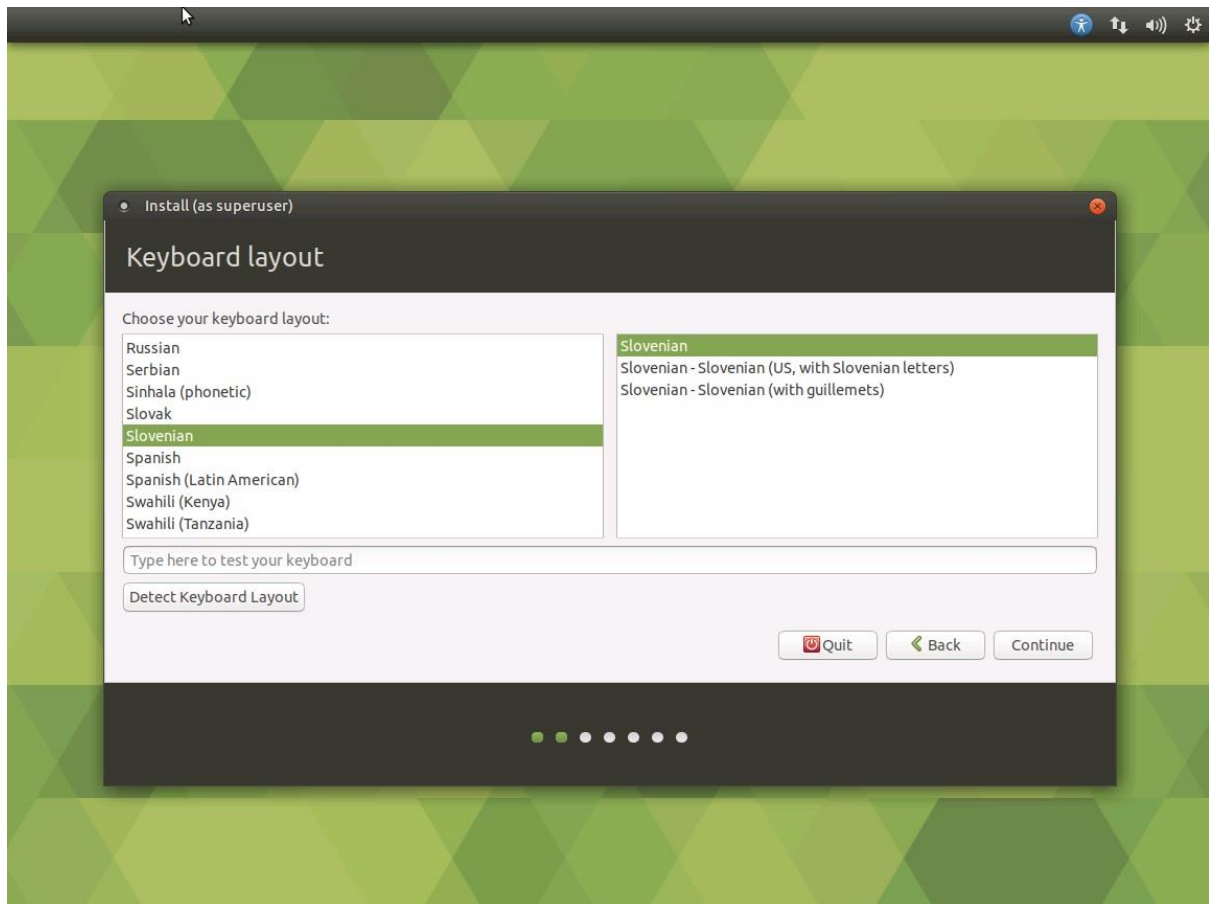 Install (as superuser)
Keyboard layout
Choose your keyboard layout:
Russian
Serbian
Sinhala (phonetic)
Slovak
Slovenian
Spanish
Spanish (Latin American)
Swahili (Kenya)
Swahili (Tanzania)
Slovenian
Slovenian - Slovenian (US, with Slovenian letters)
Slovenian - Slovenian (with guillemets)
Type here to test your keyboard
Detect Keyboard Layout
Quit
Back
Continue